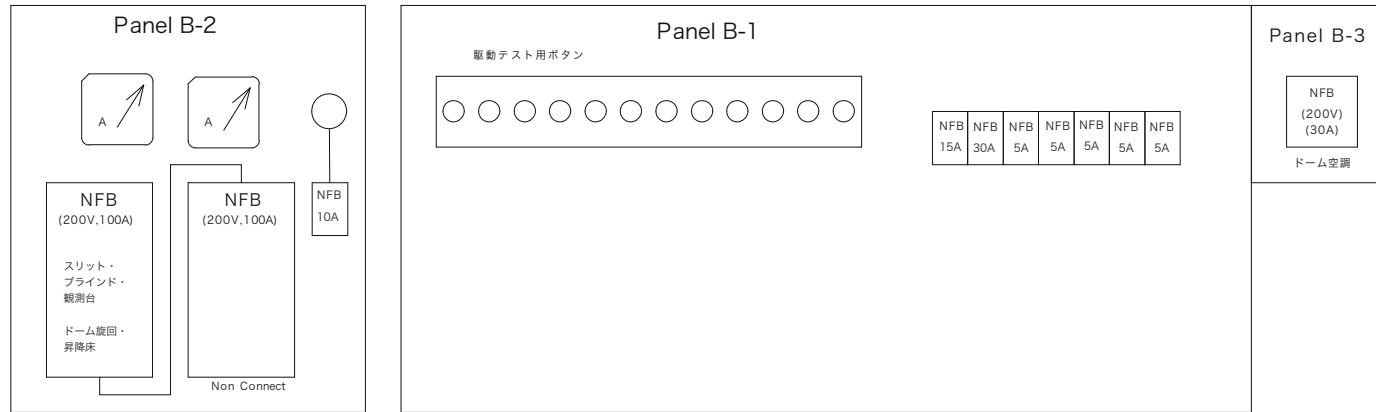 Panel B-2
A
A
NFB
(200V,100A)
スリット・
ブラインド・
観測台
ドーム旋回・
昇降床
NFB
(200V,100A)
Non Connect
NFB
10A
Panel B-1
駆動テスト用ボタン
NFB
15A
NFB
30A
NFB
5A
NFB
5A
NFB
5A
NFB
5A
NFB
5A
Panel B-3
NFB
(200V)
(30A)
ドーム空調